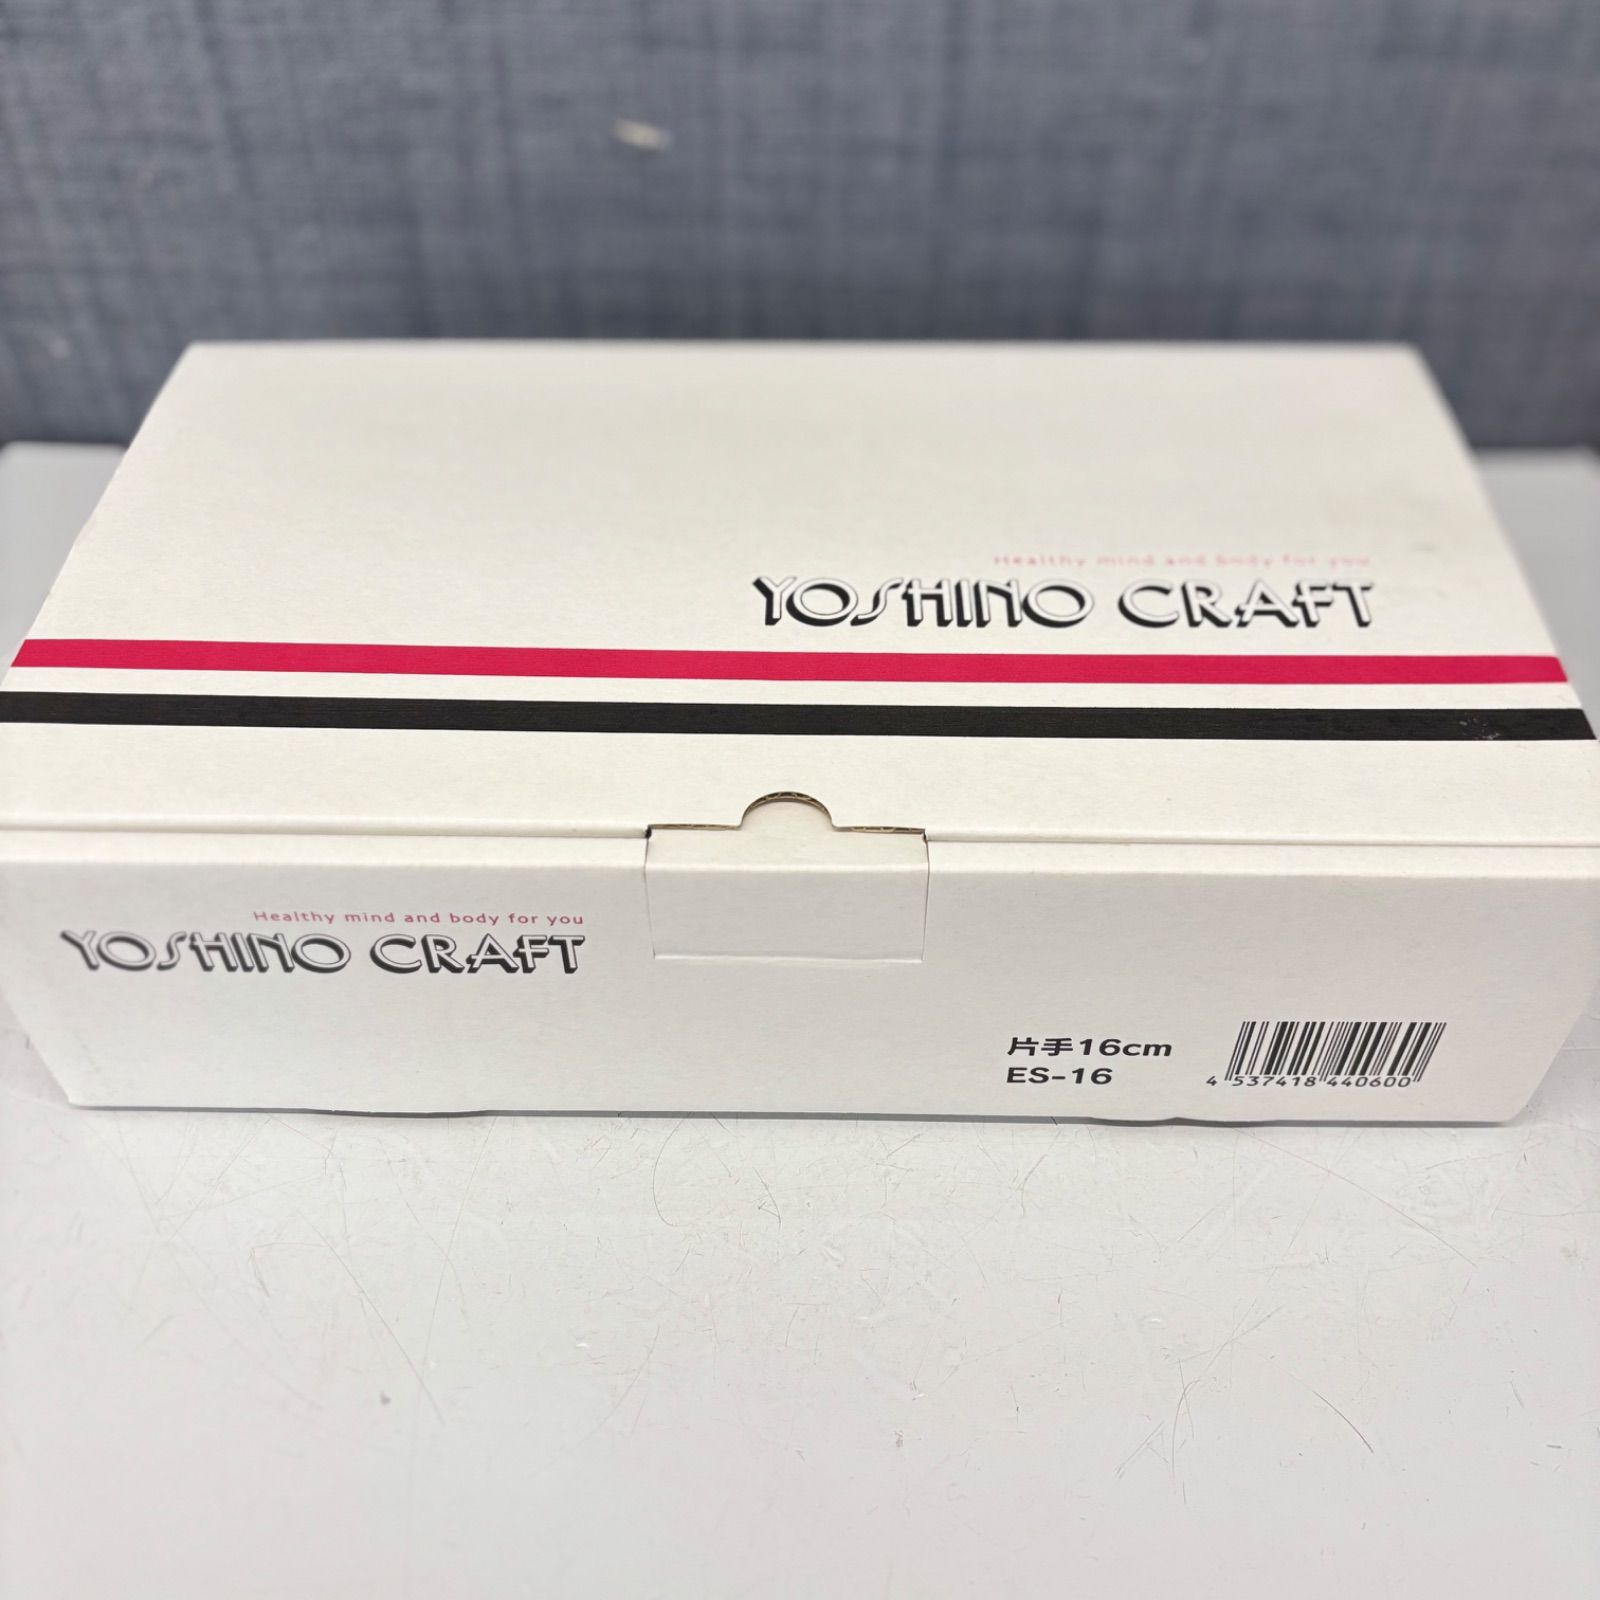 Healthy mind and body for you
YOSHINO CRAFT
Healthy mind and body for you
YOSHINO CRAFT
片手16cm
ES-16
4 537418 440600